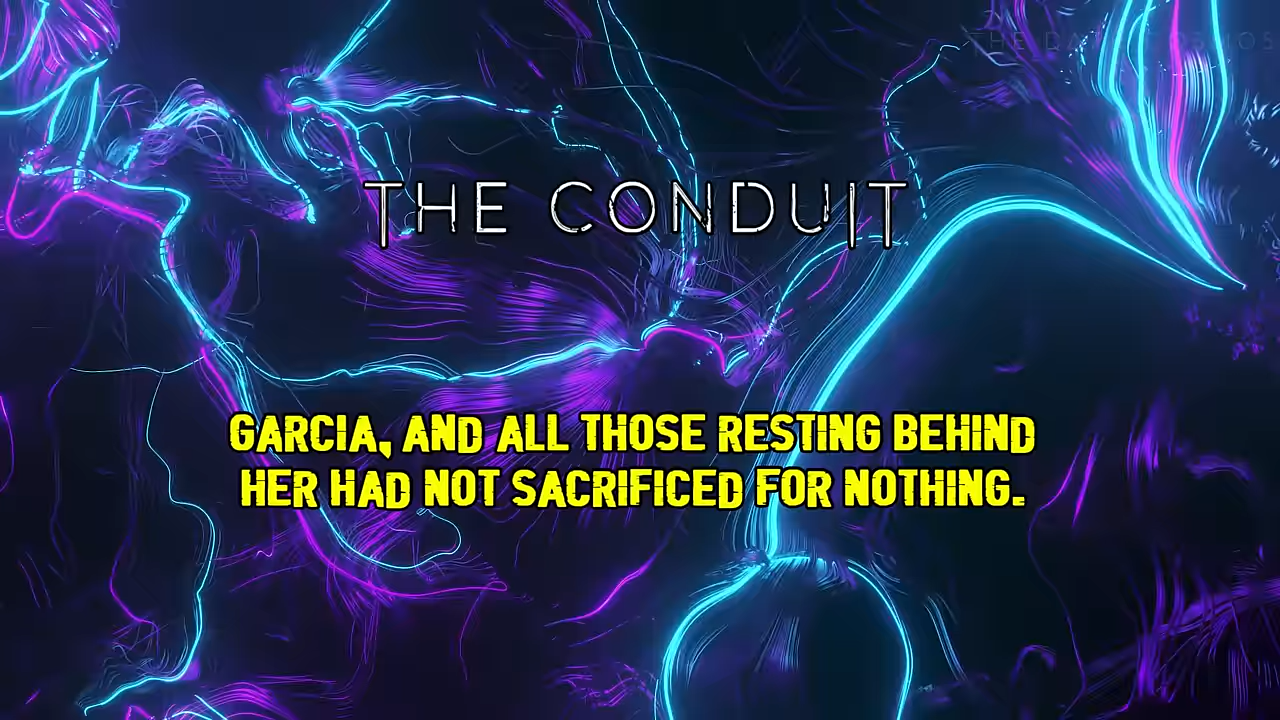 THE CONDUIT
GARCIA, AND ALL THOSE RESTING BEHIND
HER HAD NOT SACRIFICED FOR NOTHING.